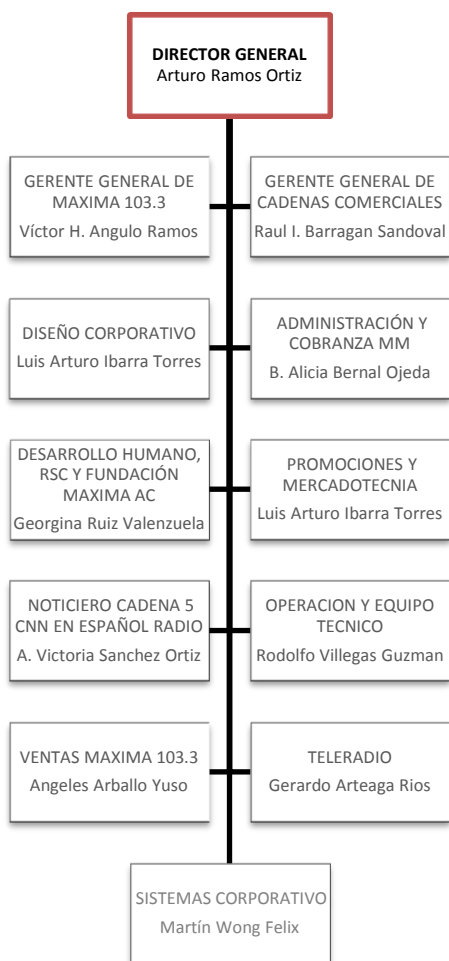 DIRECTOR GENERAL
Arturo Ramos Ortiz
GERENTE GENERAL DE
MAXIMA 103.3
Víctor H. Angulo Ramos
GERENTE GENERAL DE
CADENAS COMERCIALES
Raul I. Barragan Sandoval
DISEÑO CORPORATIVO
Luis Arturo Ibarra Torres
ADMINISTRACIÓN Y
COBRANZA MM
B. Alicia Bernal Ojeda
DESARROLLO HUMANO,
RSC Y FUNDACIÓN
MAXIMA AC
Georgina Ruiz Valenzuela
PROMOCIONES Y
MERCADOTECNIA
Luis Arturo Ibarra Torres
NOTICIERO CADENA 5
CNN EN ESPAÑOL RADIO
A. Victoria Sanchez Ortiz
OPERACION Y EQUIPO
TECNICO
Rodolfo Villegas Guzman
VENTAS MAXIMA 103.3
Angeles Arballo Yuso
TELERADIO
Gerardo Arteaga Rios
SISTEMAS CORPORATIVO
Martín Wong Felix